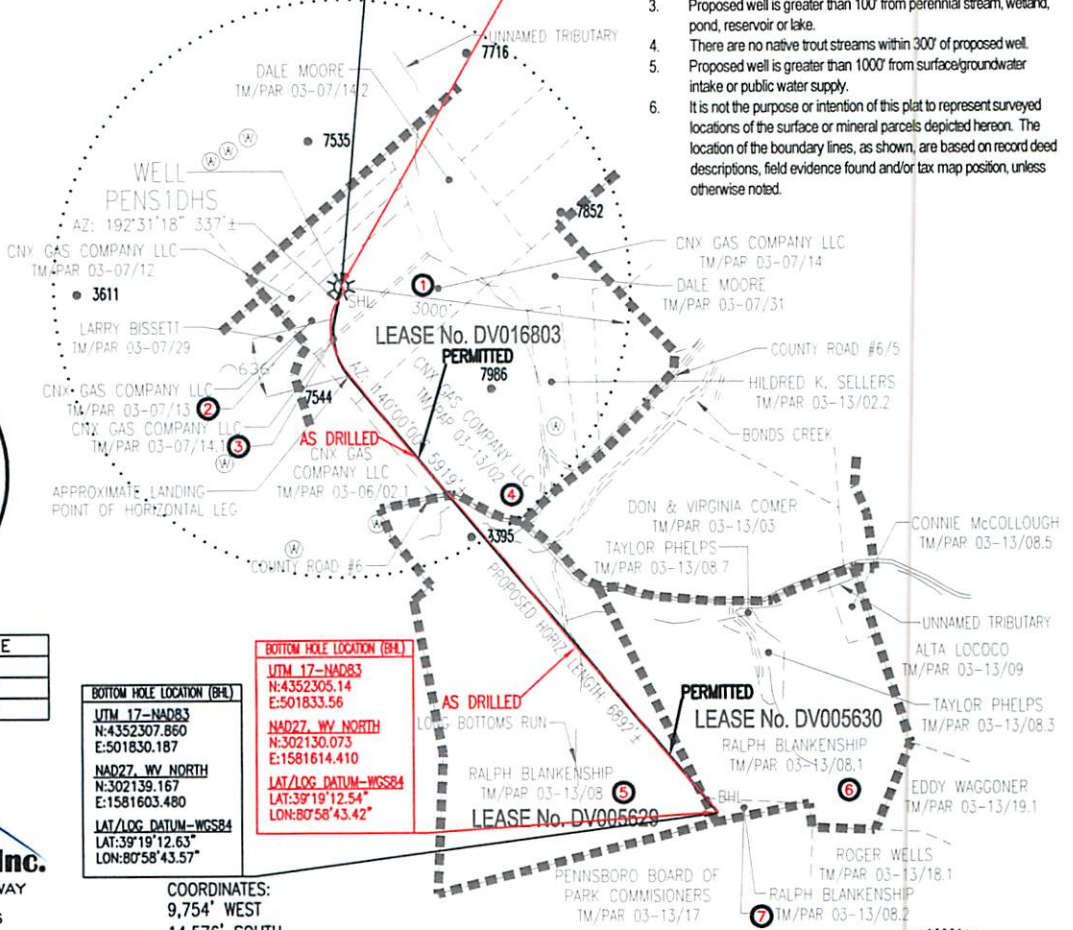 3. Proposed well is greater than 100' from perennial stream, wetland,
pond, reservoir or lake.
4. There are no native trout streams within 300' of proposed well.
5. Proposed well is greater than 1000' from surface/groundwater
intake or public water supply.
6. It is not the purpose or intention of this plat to represent surveyed
locations of the surface or mineral parcels depicted hereon. The
location of the boundary lines, as shown, are based on record deed
descriptions, field evidence found and/or tax map position, unless
otherwise noted.
UNNAMED TRIBUTARY
7716
DALE MOORE
TM/PAR 03-07/14.2
7535
W
W
W
WELL
PENS1DHS
AZ: 192°31'18" 337'±
7852
CNX GAS COMPANY LLC
TM/PAR 03-07/12
3611
CNX GAS COMPANY LLC
TM/PAR 03-07/14
DALE MOORE
TM/PAR 03-07/31
1
SHL
3000'
LARRY BISSETT
TM/PAR 03-07/29
LEASE No. DV016803
PERMITTED
7986
COUNTY ROAD #6/5
636'
CNX GAS COMPANY LLC
TM/PAR 03-07/13
2
7544
HILDRED K. SELLERS
TM/PAR 03-13/02.2
CNX GAS COMPANY LLC
TM/PAR 03-07/14.1
3
AS DRILLED
CNX GAS COMPANY LLC
TM/PAR 03-13/02
W
BONDS CREEK
W
CNX GAS
COMPANY LLC
TM/PAR 03-06/02.1
5919'±
4
APPROXIMATE LANDING
POINT OF HORIZONTAL LEG
W
3395
W
COUNTY ROAD #6
DON & VIRGINIA COMER
TM/PAR 03-13/03
TAYLOR PHELPS
TM/PAR 03-13/08.7
CONNIE McCOLLOUGH
TM/PAR 03-13/08.5
PROPOSED HORIZ LENGTH: 6892'±
UNNAMED TRIBUTARY
ALTA LOCOCO
TM/PAR 03-13/09
TAYLOR PHELPS
TM/PAR 03-13/08.3
AS DRILLED
LONG BOTTOMS RUN
PERMITTED
LEASE No. DV005630
RALPH BLANKENSHIP
TM/PAR 03-13/08.1
6
RALPH BLANKENSHIP
TM/PAR 03-13/08
5
LEASE No. DV005629
BHL
EDDY WAGGONER
TM/PAR 03-13/19.1
ROGER WELLS
TM/PAR 03-13/18.1
PENNSBORO BOARD OF
PARK COMMISIONERS
TM/PAR 03-13/17
RALPH BLANKENSHIP
7
TM/PAR 03-13/08.2
E
BOTTOM HOLE LOCATION (BHL)
UTM 17-NAD83
N:4352307.860
E:501830.187
NAD27, WV NORTH
N:302139.167
E:1581603.480
LAT/LOG DATUM-WGS84
LAT:39°19'12.63"
LON:80°58'43.57"
BOTTOM HOLE LOCATION (BHL)
UTM 17-NAD83
N:4352305.14
E:501833.56
NAD27, WV NORTH
N:302130.073
E:1581614.410
LAT/LOG DATUM-WGS84
LAT:39°19'12.54"
LON:80°58'43.42"
Inc.
WAY
COORDINATES:
9,754' WEST
14,576' SOUTH